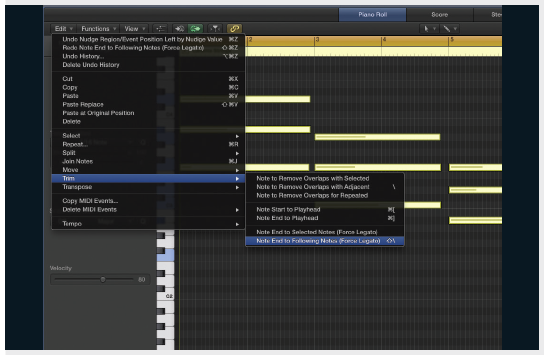 Piano Roll
Score
Ste
Edit
Functions
View
Undo Nudge Region/Event Position Left by Nudge Value ⌘Z
Redo Note End to Following Notes (Force Legato) ⇧⌘Z
Undo History... ⌥⌘Z
Delete Undo History
Cut ⌘X
Copy ⌘C
Paste ⌘V
Paste Replace ⇧⌘V
Paste at Original Position
Delete
Select
Repeat... ⌘R
Split
Join Notes ⌘J
Move
Trim
Transpose
Copy MIDI Events...
Delete MIDI Events
Tempo
Note to Remove Overlaps with Selected
Note to Remove Overlaps with Adjacent \
Note to Remove Overlaps for Repeated
Note Start to Playhead ⌘[
Note End to Playhead ⌘]
Note End to Selected Notes (Force Legato)
Note End to Following Notes (Force Legato) ⇧\
2
3
4
5
Velocity
80
C2